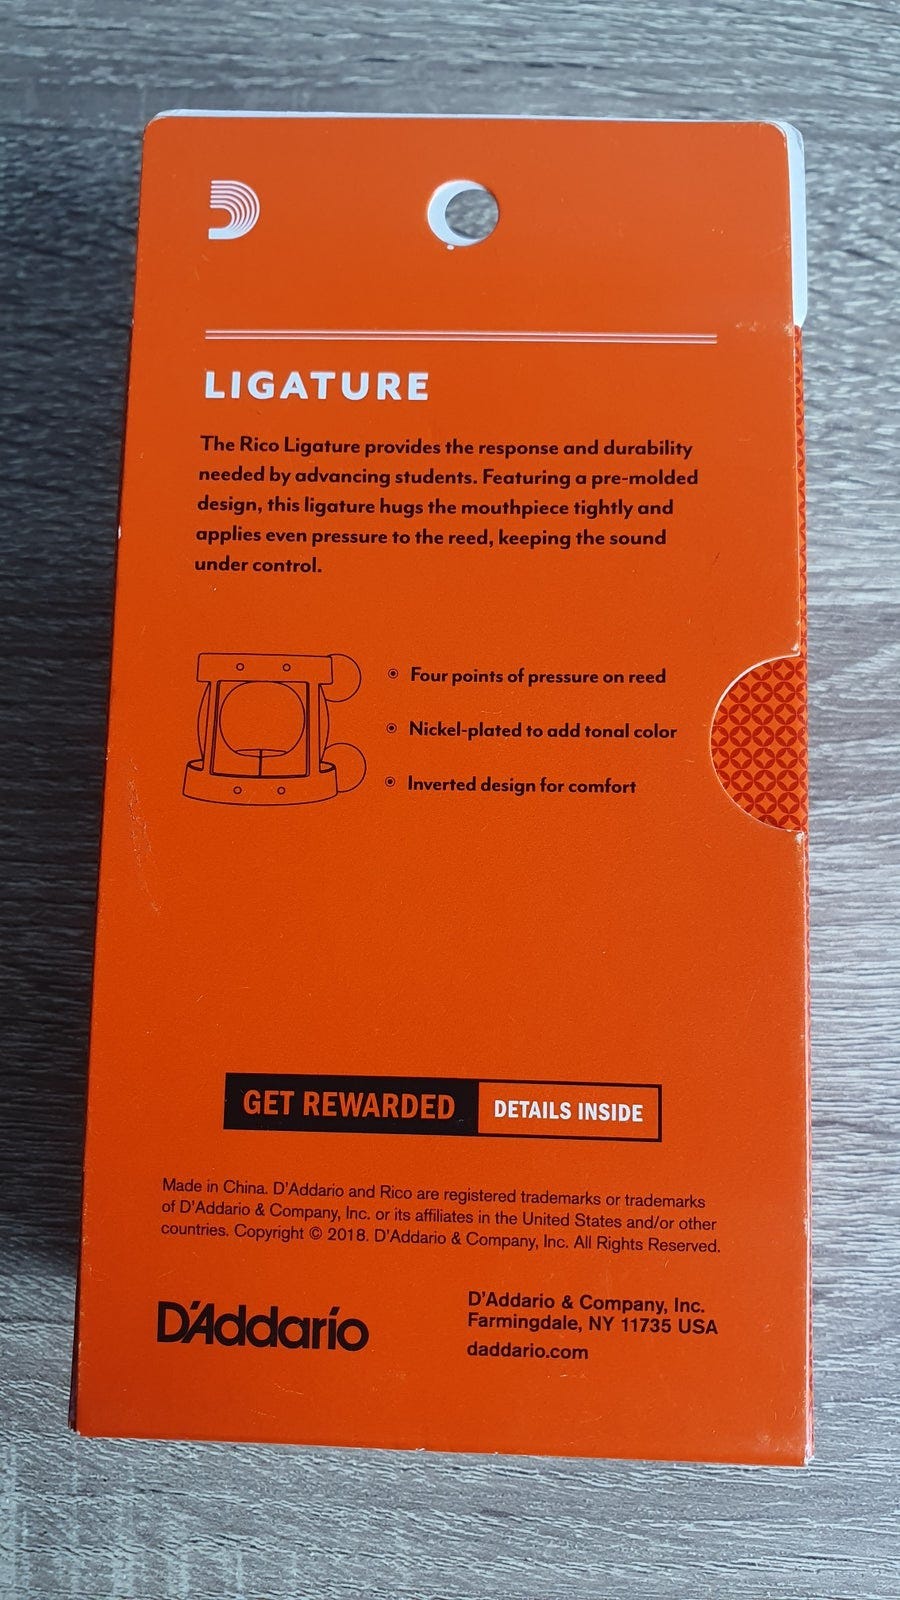 LIGATURE
The Rico Ligature provides the response and durability
needed by advancing students. Featuring a pre-molded
design, this ligature hugs the mouthpiece tightly and
applies even pressure to the reed, keeping the sound
under control.
Four points of pressure on reed
Nickel-plated to add tonal color
Inverted design for comfort
GET REWARDED DETAILS INSIDE
Made in China. D'Addario and Rico are registered trademarks or trademarks
of D'Addario & Company, Inc. or its affiliates in the United States and/or other
countries. Copyright © 2018. D'Addario & Company, Inc. All Rights Reserved.
D'Addario
D'Addario & Company, Inc.
Farmingdale, NY 11735 USA
daddario.com